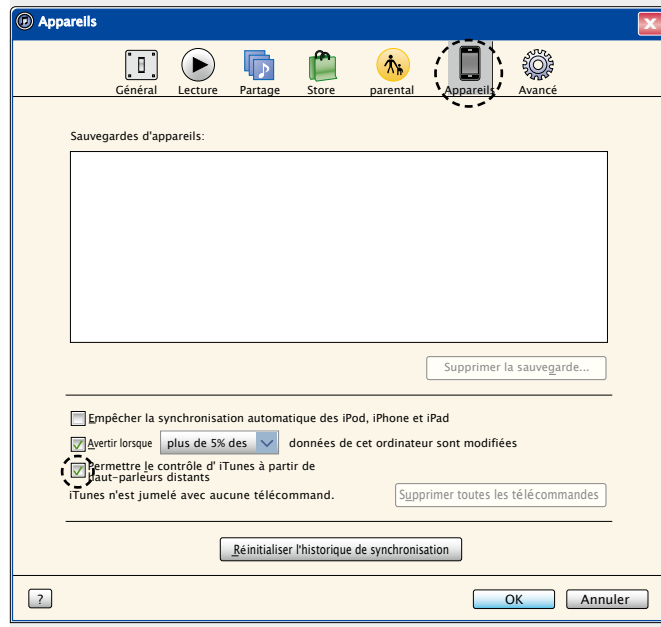 Appareils
Général Lecture Partage Store parental Appareils Avancé
Sauvegardes d'appareils:
Supprimer la sauvegarde...
Empêcher la synchronisation automatique des iPod, iPhone et iPad
Avertir lorsque plus de 5% des données de cet ordinateur sont modifiées
Permettre le contrôle d' iTunes à partir de
haut-parleurs distants
iTunes n'est jumelé avec aucune télécommand. Supprimer toutes les télécommandes
Réinitialiser l'historique de synchronisation
? OK Annuler